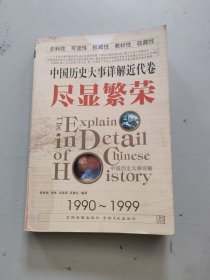 史料性 可读性 权威性 教材性 收藏性
中国历史大事详解近代卷
尽显繁荣
The Explain
in Detail
of Chinese
History
中国历史大事详解
1990~1999